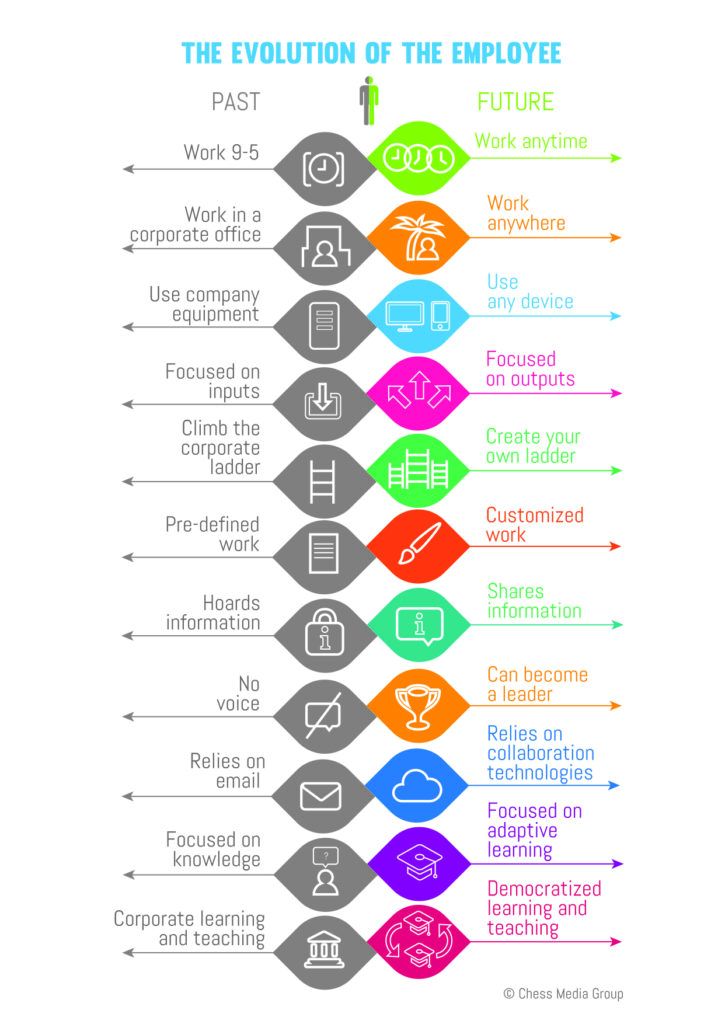 THE EVOLUTION OF THE EMPLOYEE
PAST
FUTURE
Work 9-5
Work anytime
Work in a
corporate office
Work
anywhere
Use company
equipment
Use
any device
Focused on
inputs
Focused
on outputs
Climb the
corporate
ladder
Create your
own ladder
Pre-defined
work
Customized
work
Hoards
information
i
i
Shares
information
No
voice
Can become
a leader
Relies on
email
Relies on
collaboration
technologies
Focused on
knowledge
?
Focused on
adaptive
learning
Corporate learning
and teaching
Democratized
learning and
teaching
© Chess Media Group